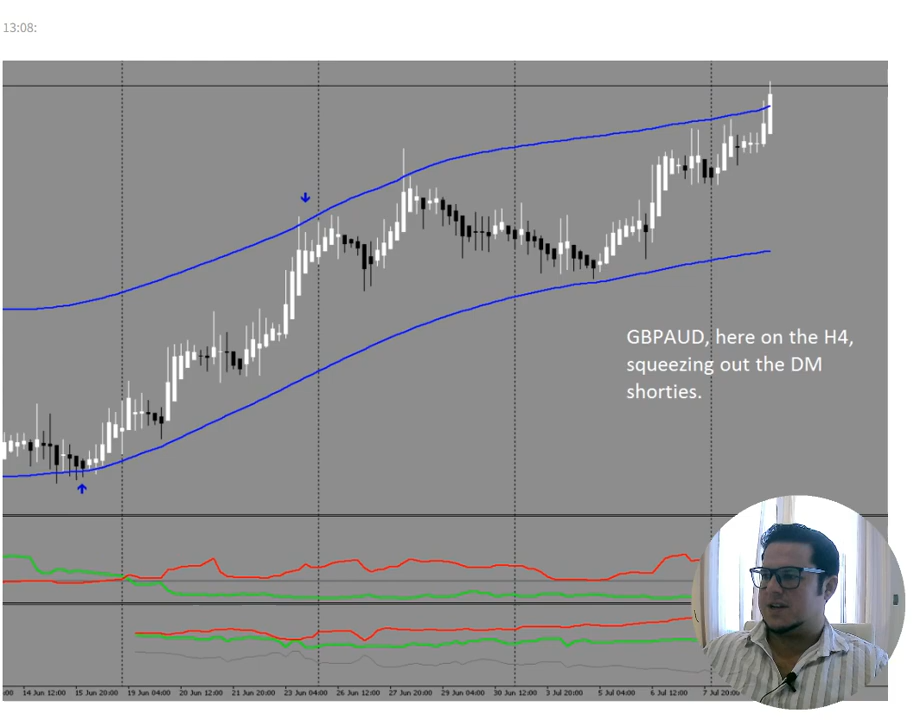 13:08:
GBPAUD, here on the H4,
squeezing out the DM
shorties.
14 Jun 12:00 15 Jun 20:00 19 Jun 04:00 20 Jun 12:00 21 Jun 20:00 23 Jun 04:00 26 Jun 12:00 27 Jun 20:00 29 Jun 04:00 30 Jun 12:00 3 Jul 20:00 5 Jul 04:00 6 Jul 12:00 7 Jul 20:00